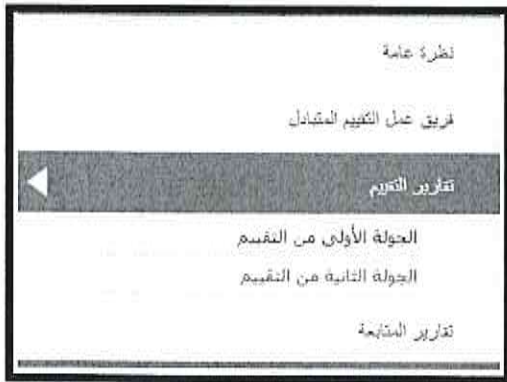 نظرة عامة
فريق عمل التقييم المتبادل
تقارير التقييم
الجولة الأولى من التقييم
الجولة الثانية من التقييم
تقارير المتابعة